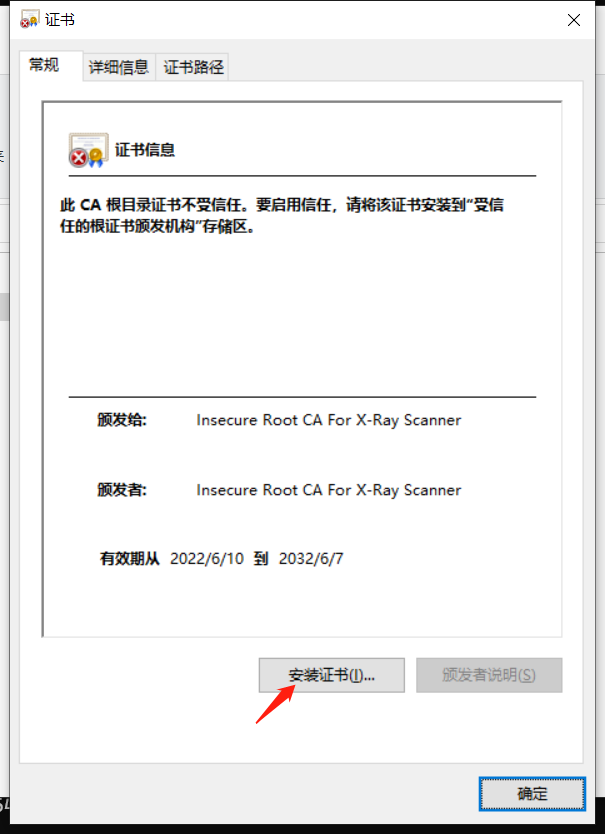 证书
常规
详细信息
证书路径
证书信息
此 CA 根目录证书不受信任。要启用信任，请将该证书安装到“受信
任的根证书颁发机构”存储区。
颁发给: Insecure Root CA For X-Ray Scanner
颁发者: Insecure Root CA For X-Ray Scanner
有效期从 2022/6/10 到 2032/6/7
安装证书(I)...
颁发者说明(S)
确定